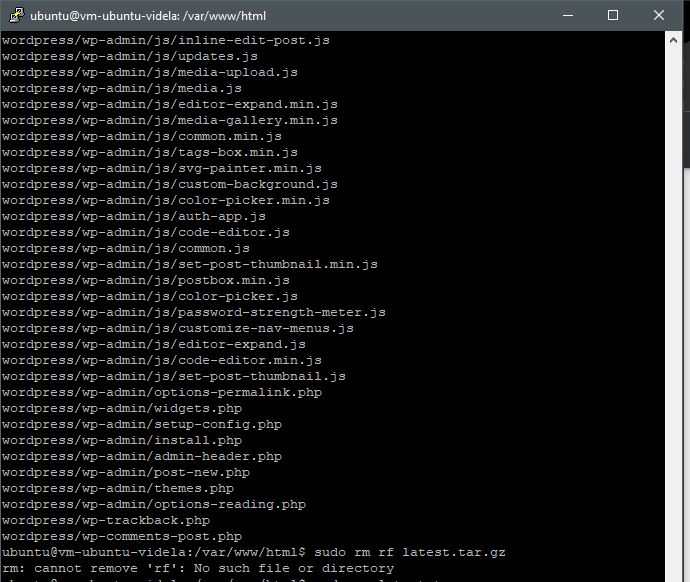 ubuntu@vm-ubuntu-videla: /var/www/html
wordpress/wp-admin/js/inline-edit-post.js
wordpress/wp-admin/js/updates.js
wordpress/wp-admin/js/media-upload.js
wordpress/wp-admin/js/media.js
wordpress/wp-admin/js/editor-expand.min.js
wordpress/wp-admin/js/media-gallery.min.js
wordpress/wp-admin/js/common.min.js
wordpress/wp-admin/js/tags-box.min.js
wordpress/wp-admin/js/svg-painter.min.js
wordpress/wp-admin/js/custom-background.js
wordpress/wp-admin/js/color-picker.min.js
wordpress/wp-admin/js/auth-app.js
wordpress/wp-admin/js/code-editor.js
wordpress/wp-admin/js/common.js
wordpress/wp-admin/js/set-post-thumbnail.min.js
wordpress/wp-admin/js/postbox.min.js
wordpress/wp-admin/js/color-picker.js
wordpress/wp-admin/js/password-strength-meter.js
wordpress/wp-admin/js/customize-nav-menus.js
wordpress/wp-admin/js/editor-expand.js
wordpress/wp-admin/js/code-editor.min.js
wordpress/wp-admin/js/set-post-thumbnail.js
wordpress/wp-admin/options-permalink.php
wordpress/wp-admin/widgets.php
wordpress/wp-admin/setup-config.php
wordpress/wp-admin/install.php
wordpress/wp-admin/admin-header.php
wordpress/wp-admin/post-new.php
wordpress/wp-admin/themes.php
wordpress/wp-admin/options-reading.php
wordpress/wp-trackback.php
wordpress/wp-comments-post.php
ubuntu@vm-ubuntu-videla:/var/www/html$ sudo rm rf latest.tar.gz
rm: cannot remove 'rf': No such file or directory